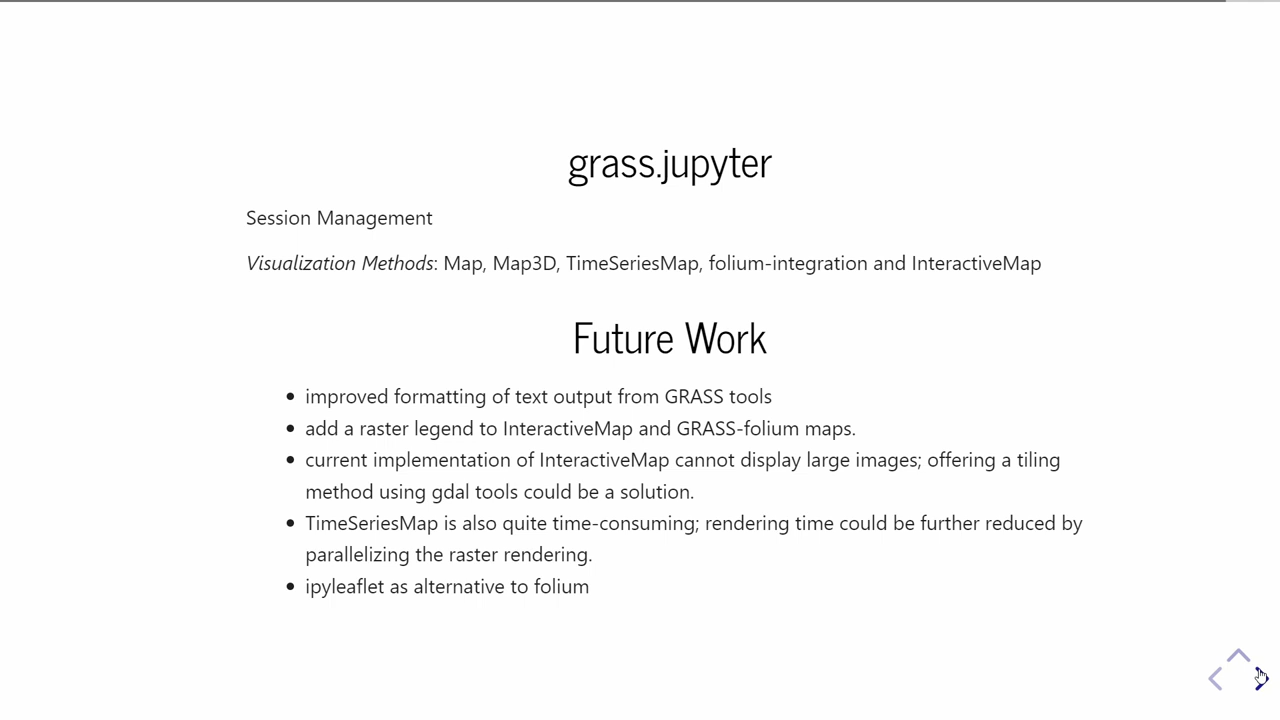 grass.jupyter
Session Management
Visualization Methods: Map, Map3D, TimeSeriesMap, folium-integration and InteractiveMap
Future Work
• improved formatting of text output from GRASS tools
• add a raster legend to InteractiveMap and GRASS-folium maps.
• current implementation of InteractiveMap cannot display large images; offering a tiling
method using gdal tools could be a solution.
• TimeSeriesMap is also quite time-consuming; rendering time could be further reduced by
parallelizing the raster rendering.
• ipyleaflet as alternative to folium